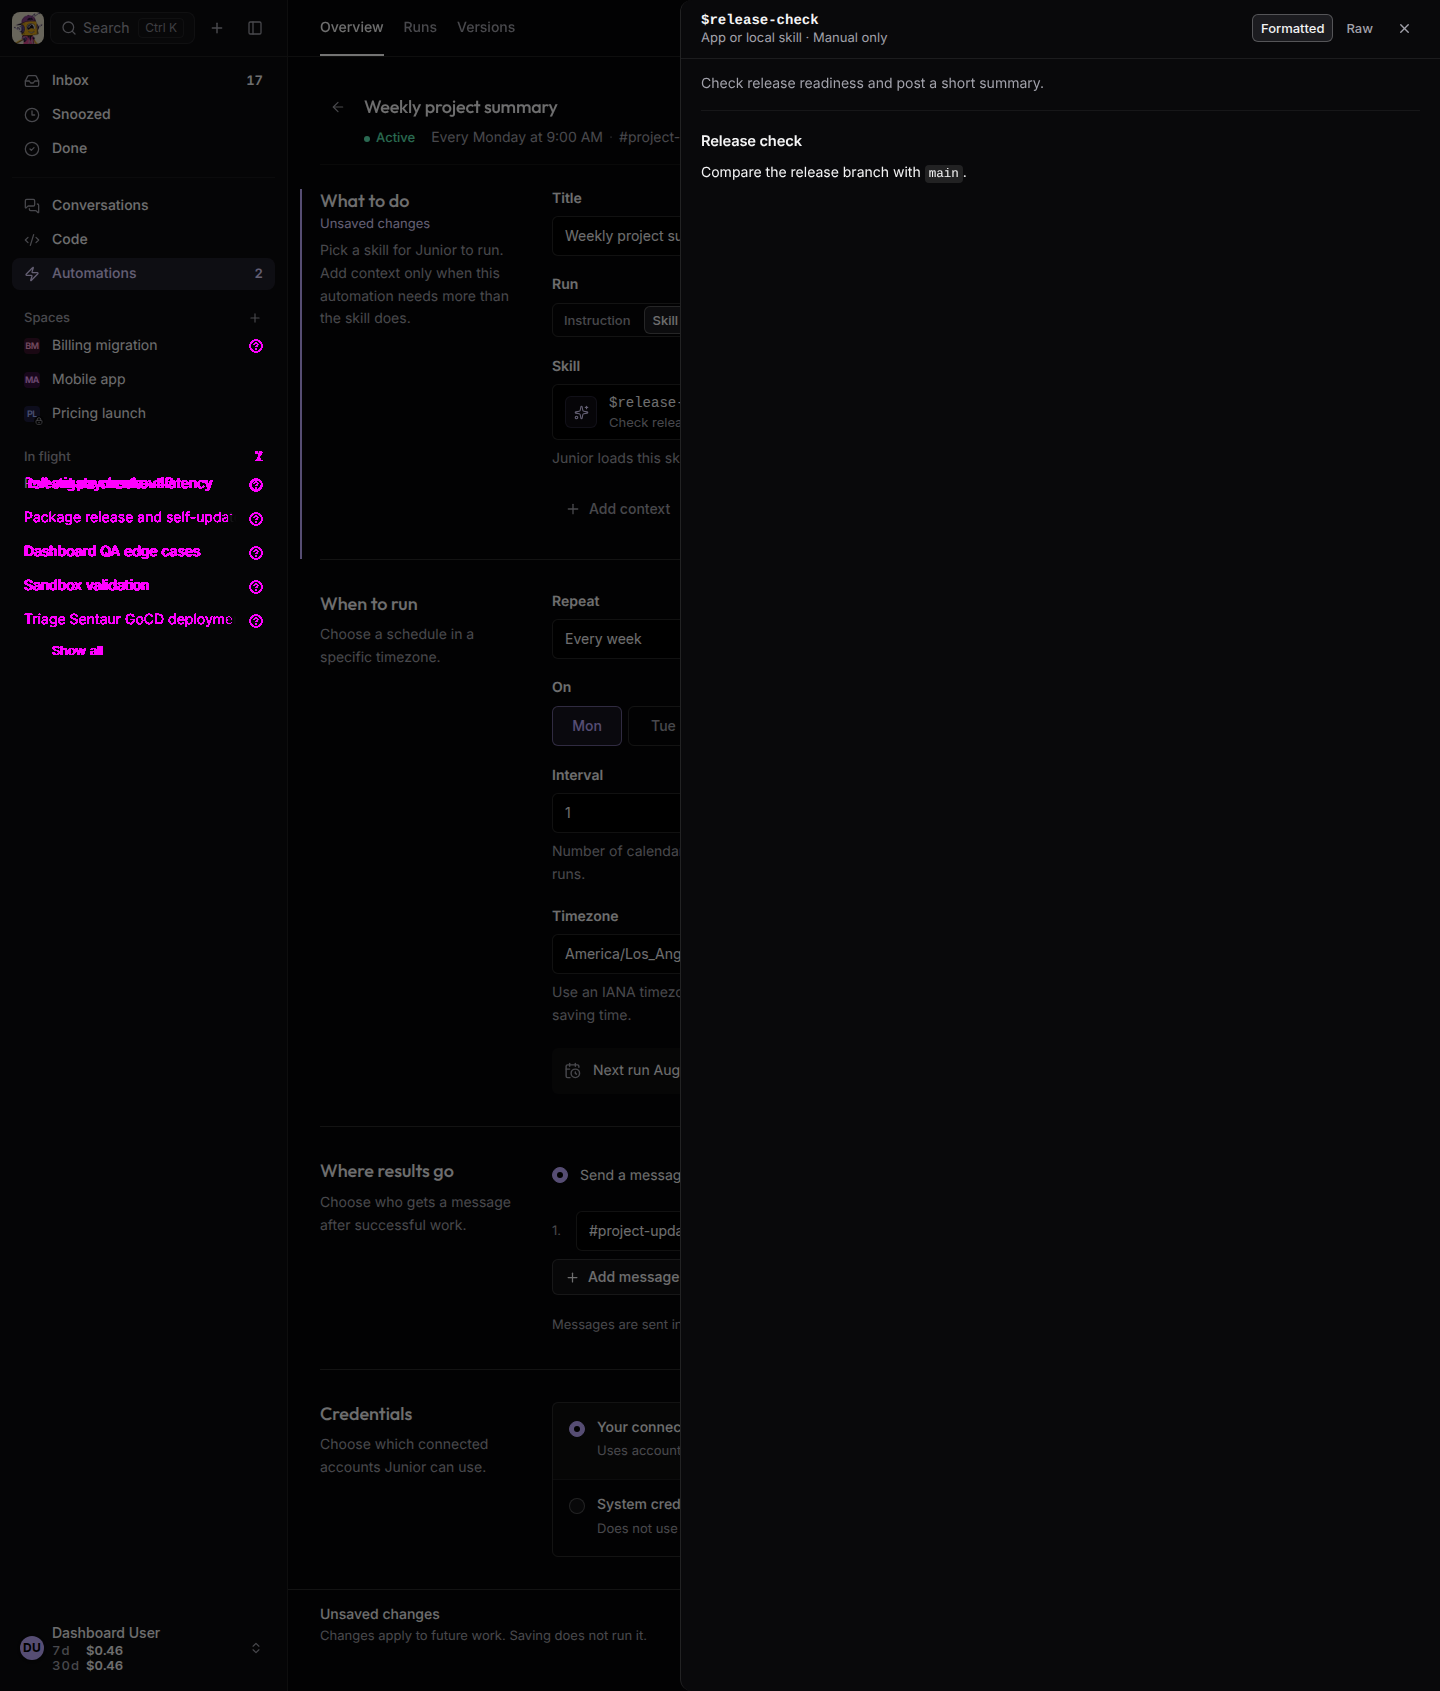 Search Ctrl K
Inbox 17
Snoozed
Done
Conversations
Code
Automations 2
Spaces
BM Billing migration
MA Mobile app
PL Pricing launch
In flight
Package release and self-updat
Dashboard QA edge cases
Sandbox validation
Triage Sentaur GoCD deployme
Show all
DU Dashboard User
7d $0.46
30d $0.46
Overview Runs Versions
Weekly project summary
Active Every Monday at 9:00 AM · #project-
What to do
Unsaved changes
Pick a skill for Junior to run.
Add context only when this
automation needs more than
the skill does.
Title
Weekly project su
Run
Instruction Skill
Skill
$release-
Check relea
Junior loads this sk
Add context
When to run
Choose a schedule in a
specific timezone.
Repeat
Every week
On
Mon Tue
Interval
1
Number of calenda
runs.
Timezone
America/Los_Ang
Use an IANA timezo
saving time.
Next run Aug
Where results go
Choose who gets a message
after successful work.
Send a messag
1. #project-upda
Add message
Messages are sent in
Credentials
Choose which connected
accounts Junior can use.
Your connec
Uses account
System cred
Does not use
Unsaved changes
Changes apply to future work. Saving does not run it.
$release-check
App or local skill · Manual only
Formatted Raw
Check release readiness and post a short summary.
Release check
Compare the release branch with main.